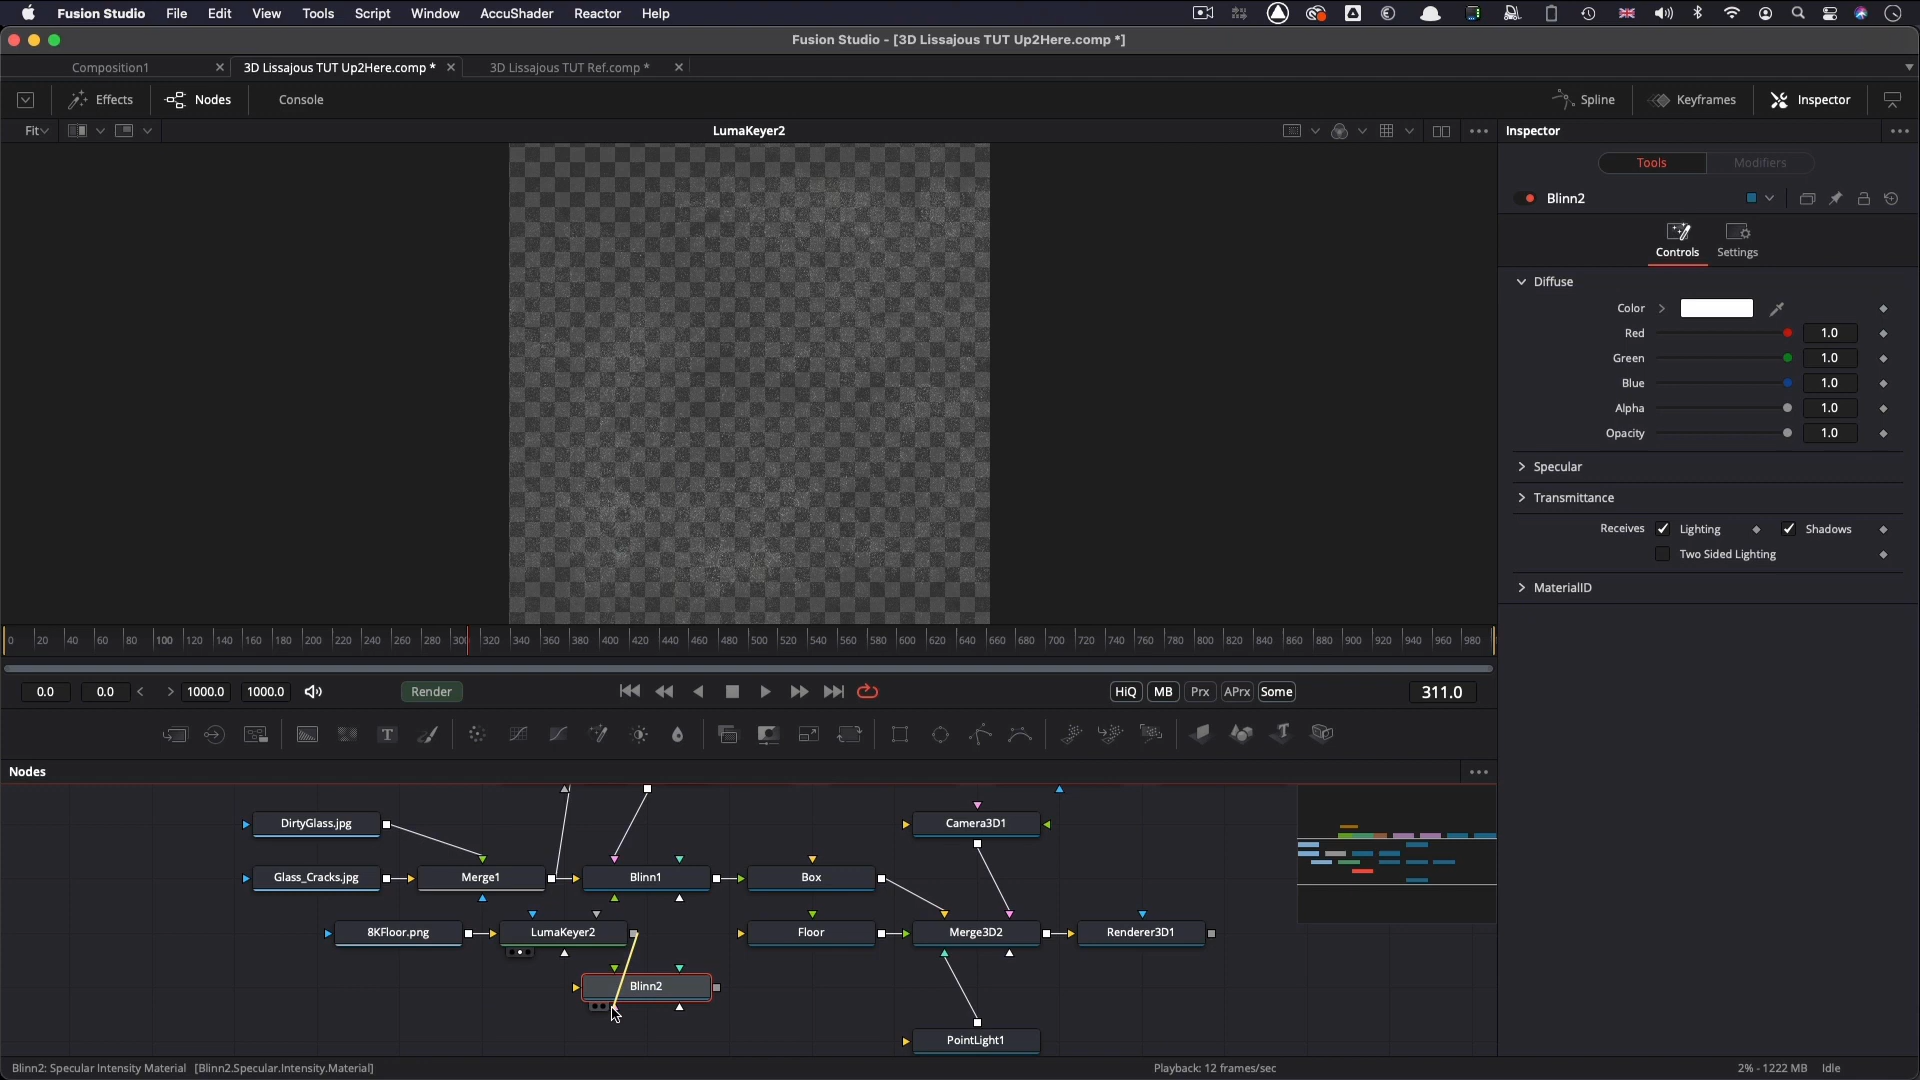 Fusion Studio File Edit View Tools Script Window AccuShader Reactor Help
Fusion Studio - [3D Lissajous TUT Up2Here.comp *]
Composition1 3D Lissajous TUT Up2Here.comp * 3D Lissajous TUT Ref.comp *
Effects Nodes Console Spline Keyframes Inspector
Fit LumaKeyer2 Inspector
Tools Modifiers
Blinn2
Controls Settings
Diffuse
Color
Red 1.0
Green 1.0
Blue 1.0
Alpha 1.0
Opacity 1.0
Specular
Transmittance
Receives Lighting Shadows
Two Sided Lighting
MaterialID
0 20 40 60 80 100 120 140 160 180 200 220 240 260 280 300 320 340 360 380 400 420 440 460 480 500 520 540 560 580 600 620 640 660 680 700 720 740 760 780 800 820 840 860 880 900 920 940 960 980
0.0 0.0 1000.0 1000.0 Render HiQ MB Prx APrx Some 311.0
Nodes
DirtyGlass.jpg Camera3D1
Glass_Cracks.jpg Merge1 Blinn1 Box
8KFloor.png LumaKeyer2 Floor Merge3D2 Renderer3D1
Blinn2
PointLight1
Blinn2: Specular Intensity Material [Blinn2.Specular.Intensity.Material] Playback: 12 frames/sec 2% - 1222 MB Idle